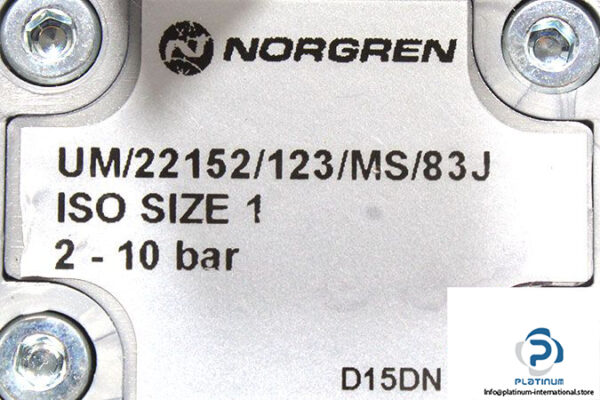 NORGREN
UM/22152/123/MS/83J
ISO SIZE 1
2 - 10 bar
D15DN
PLATINUM
Info@platinum-international.store